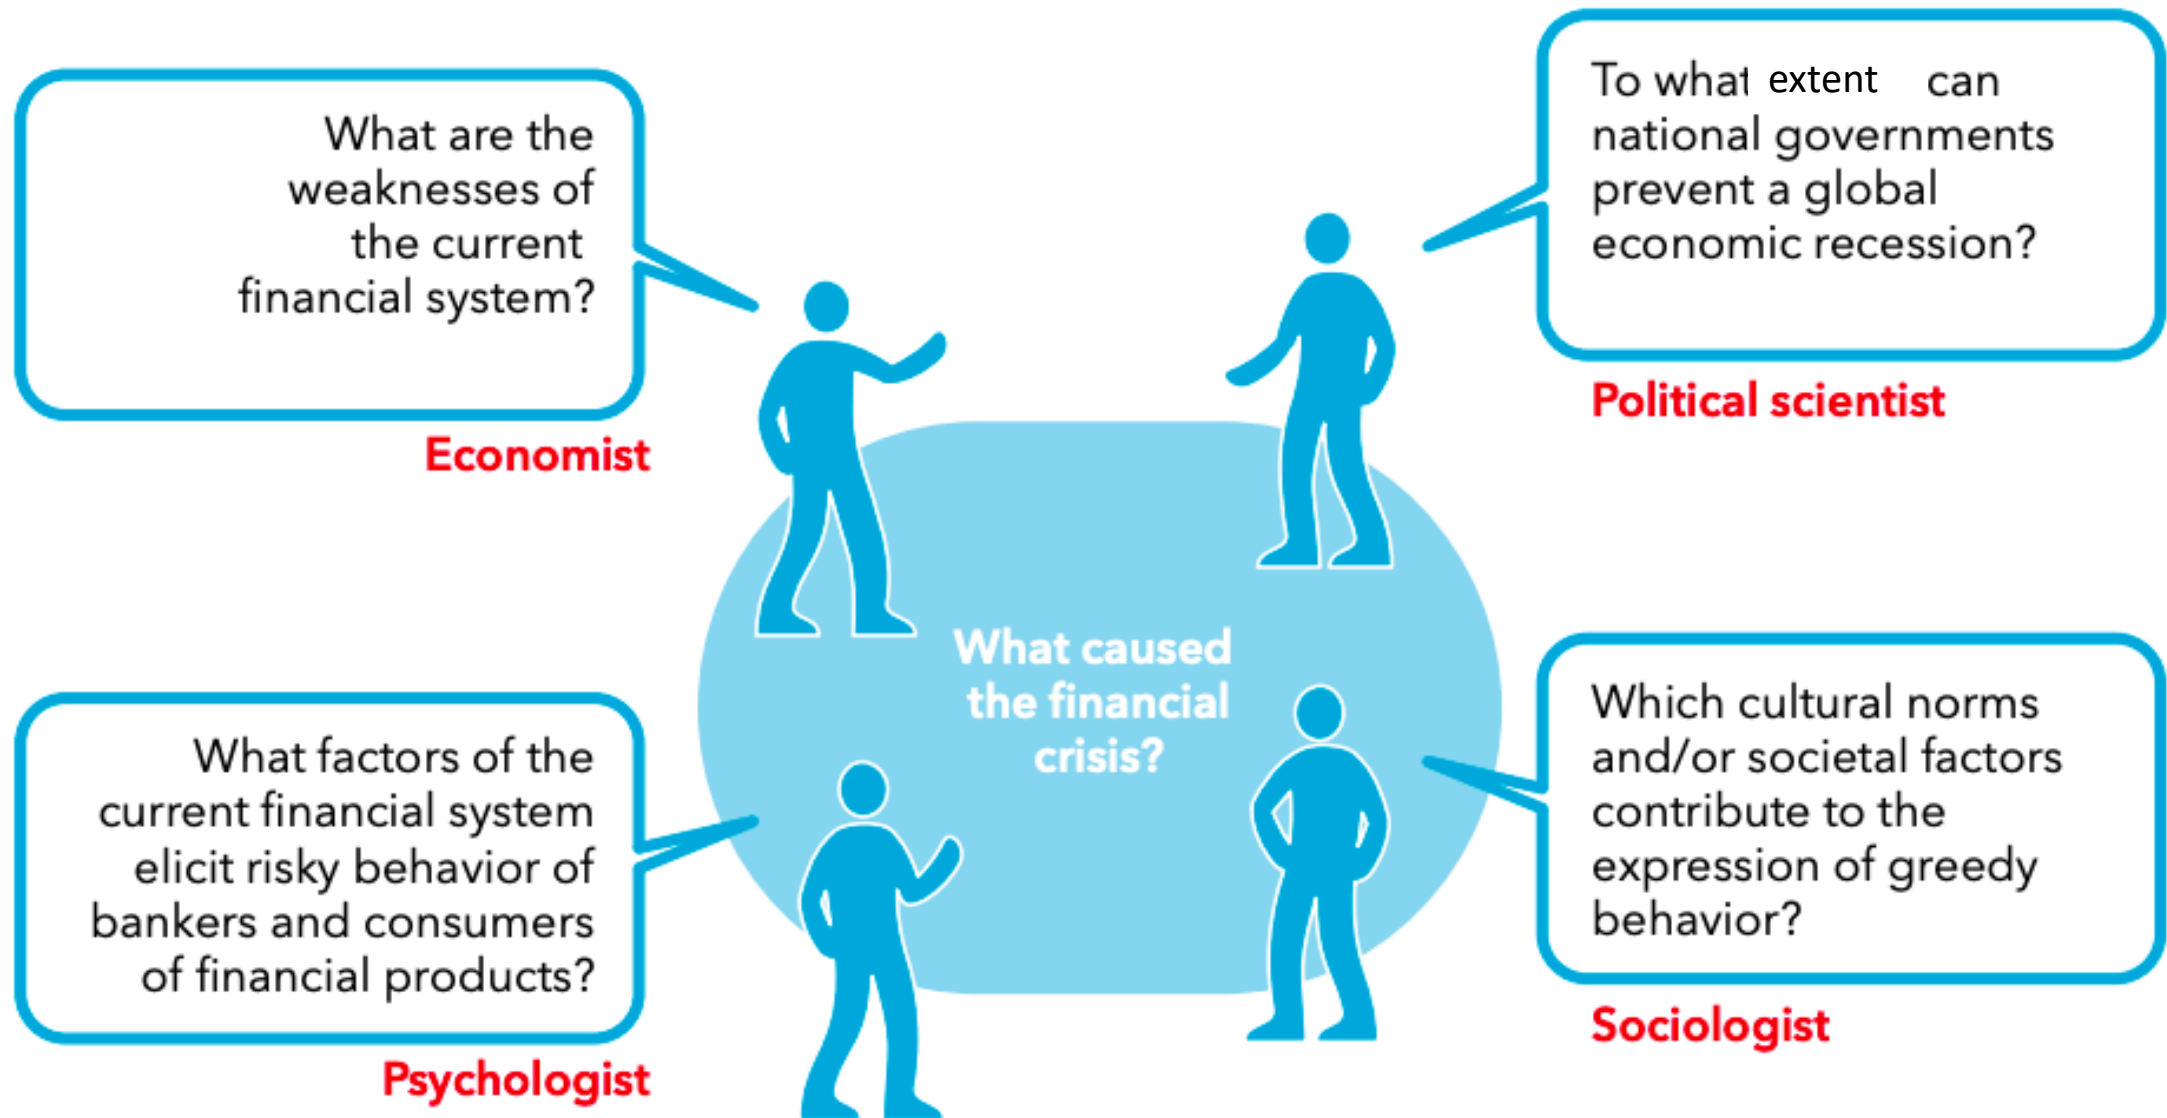 What are the
weaknesses of
the current
financial system?
Economist
To what extent can
national governments
prevent a global
economic recession?
Political scientist
What caused
the financial
crisis?
What factors of the
current financial system
elicit risky behavior of
bankers and consumers
of financial products?
Psychologist
Which cultural norms
and/or societal factors
contribute to the
expression of greedy
behavior?
Sociologist